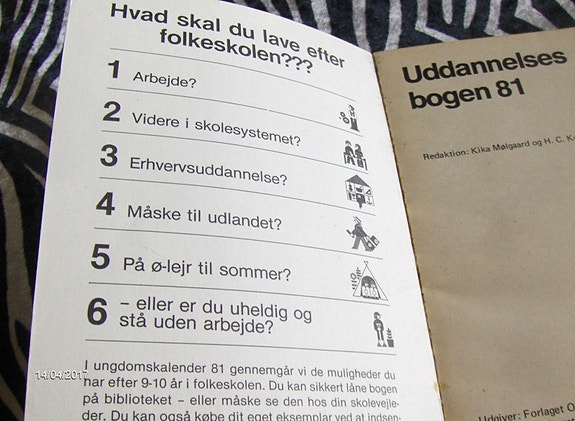 Hvad skal du lave efter
folkeskolen???
1 Arbejde?
2 Videre i skolesystemet?
3 Erhvervsuddannelse?
4 Måske til udlandet?
5 På ø-lejr til sommer?
6 – eller er du uheldig og
stå uden arbejde?
I ungdomskalender 81 gennemgår vi de muligheder du
har efter 9-10 år i folkeskolen. Du kan sikkert låne bogen
på biblioteket – eller måske se den hos din skolevejle-
der. Du kan også købe dit eget eksemplar ved at indsen-
14.04.2017
Uddannelses
bogen 81
Redaktion: Kika Mølgaard og H. C.
Udgiver: Forlaget